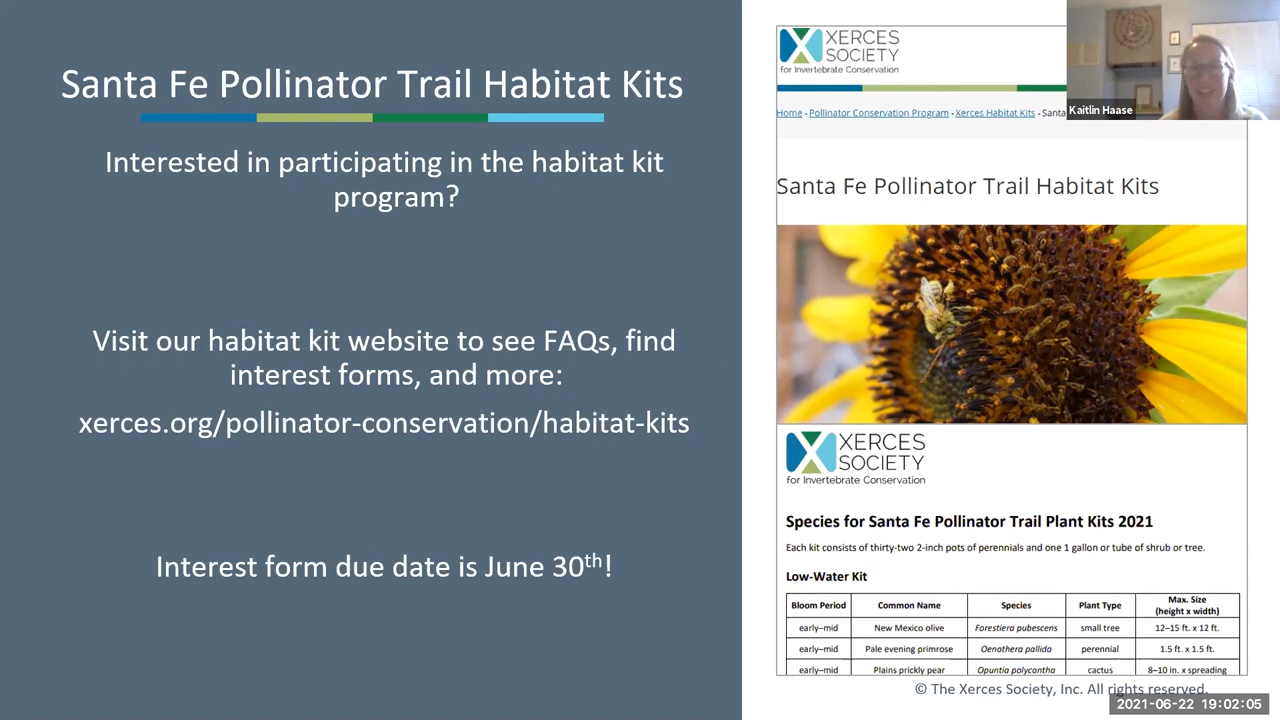 Santa Fe Pollinator Trail Habitat Kits
Interested in participating in the habitat kit
program?
Visit our habitat kit website to see FAQs, find
interest forms, and more:
xerces.org/pollinator-conservation/habitat-kits
Interest form due date is June 30th!
XERCES
SOCIETY
for Invertebrate Conservation
Home - Pollinator Conservation Program - Xerces Habitat Kits - Santa
Kaitlin Haase
Santa Fe Pollinator Trail Habitat Kits
XERCES
SOCIETY
for Invertebrate Conservation
Species for Santa Fe Pollinator Trail Plant Kits 2021
Each kit consists of thirty-two 2-inch pots of perennials and one 1 gallon or tube of shrub or tree.
Low-Water Kit
Bloom Period Common Name Species Plant Type Max. Size (height x width)
early–mid New Mexico olive Forestiera pubescens small tree 12–15 ft. x 12 ft.
early–mid Pale evening primrose Oenothera pallida perennial 1.5 ft. x 1.5 ft.
early–mid Plains prickly pear Opuntia polycantha cactus 8–10 in. x spreading
© The Xerces Society, Inc. All rights reserved.
2021-06-22 19:02:05